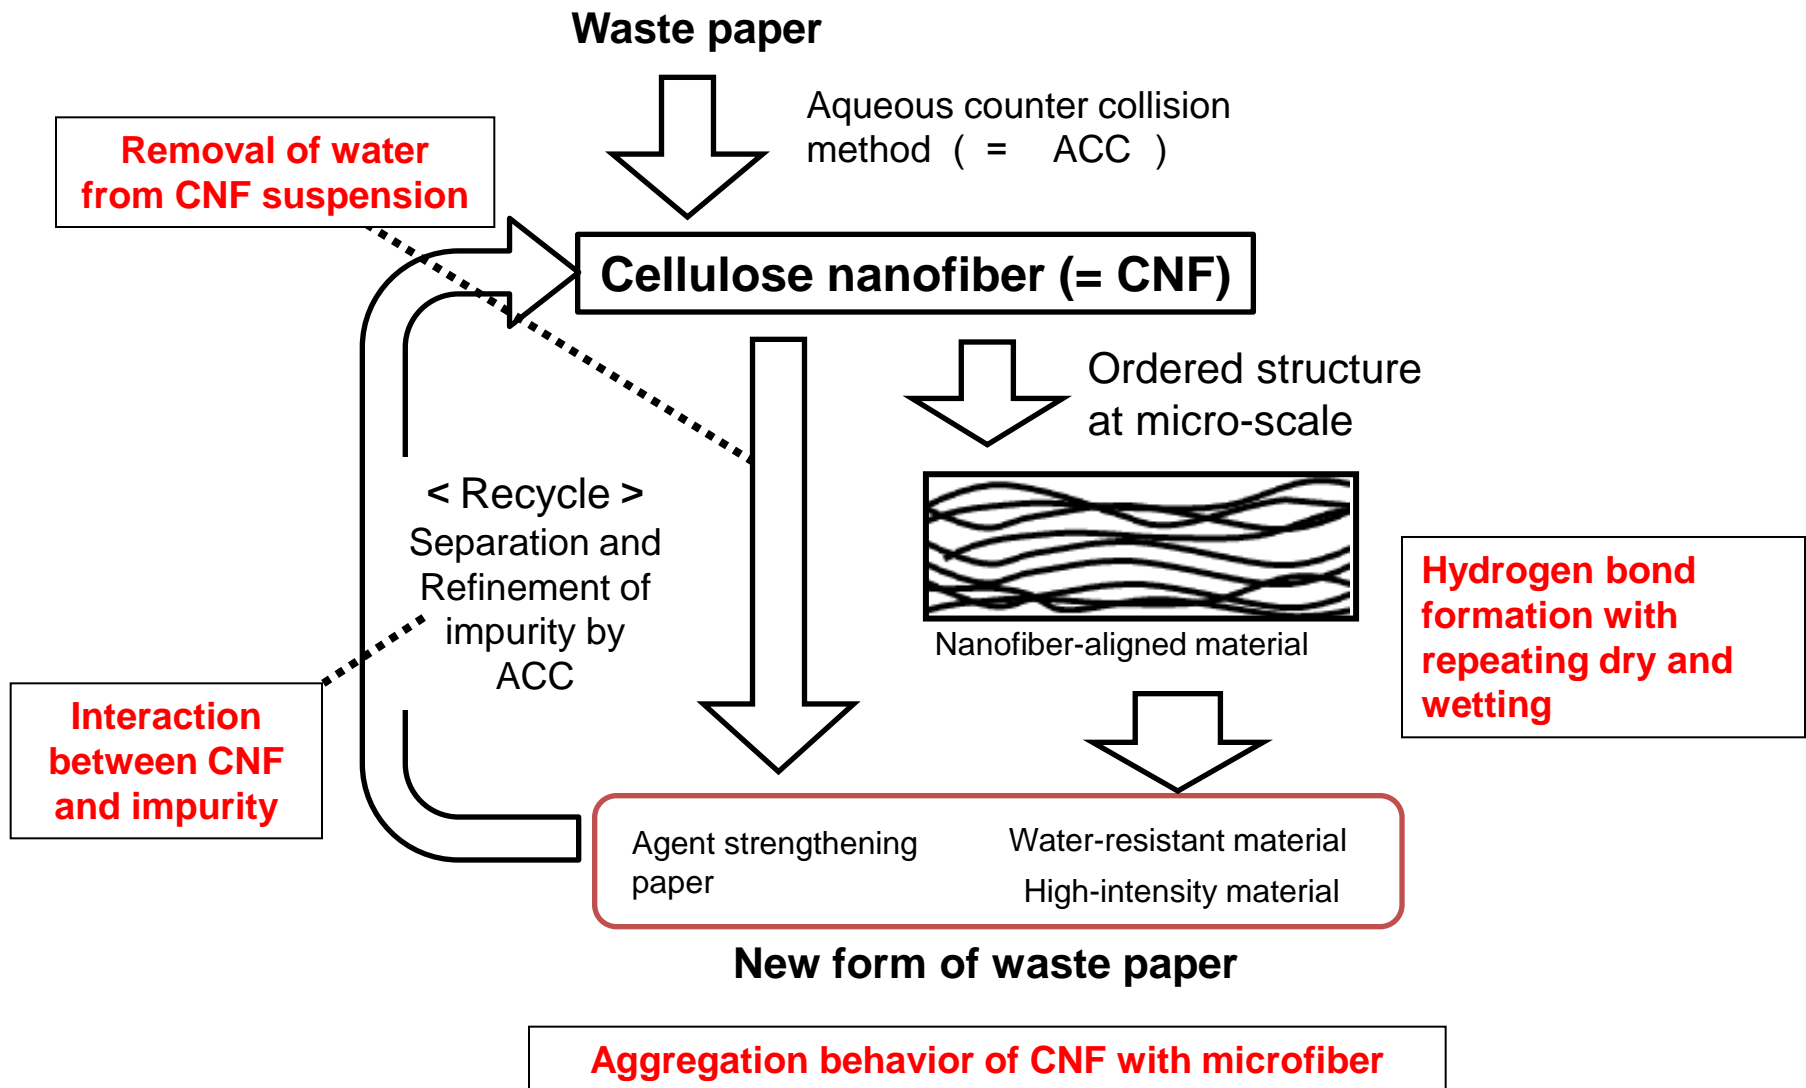 Waste paper
Aqueous counter collision
method ( = ACC )
Removal of water
from CNF suspension
Cellulose nanofiber (= CNF)
Ordered structure
at micro-scale
< Recycle >
Separation and
Refinement of
impurity by
ACC
Nanofiber-aligned material
Hydrogen bond
formation with
repeating dry and
wetting
Interaction
between CNF
and impurity
Agent strengthening
paper
Water-resistant material
High-intensity material
New form of waste paper
Aggregation behavior of CNF with microfiber